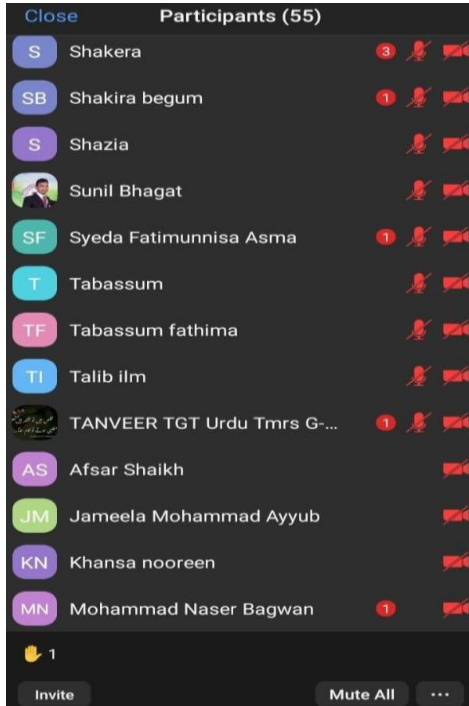 Close Participants (55)
S Shakera 3
SB Shakira begum 1
S Shazia
Sunil Bhagat
SF Syeda Fatimunnisa Asma 1
T Tabassum
TF Tabassum fathima
TI Talib ilm
TANVEER TGT Urdu Tmrs G-... 1
AS Afsar Shaikh
JM Jameela Mohammad Ayyub
KN Khansa nooreen
MN Mohammad Naser Bagwan 1
✋ 1
Invite Mute All ...